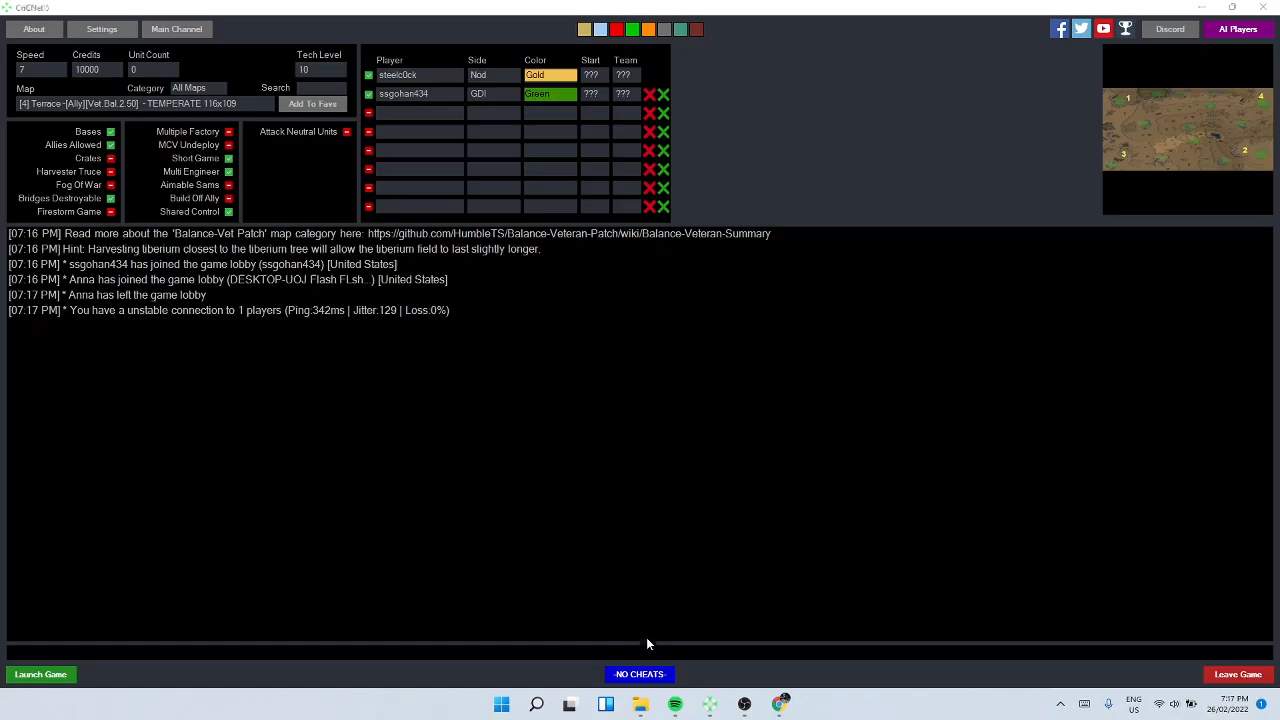 CnCNet5
About Settings Main Channel Discord AI Players
Speed Credits Unit Count Tech Level
7 10000 0 10
Map Category All Maps Search
[4] Terrace-[Ally][Vet.Bal.2.50] - TEMPERATE 116x109 Add To Favs
Bases Multiple Factory Attack Neutral Units
Allies Allowed MCV Undeploy
Crates Short Game
Harvester Truce Multi Engineer
Fog Of War Aimable Sams
Bridges Destroyable Build Off Ally
Firestorm Game Shared Control
Player Side Color Start Team
steelc0ck Nod Gold ??? ???
ssgohan434 GDI Green ??? ???
1 4
3 2
[07:16 PM] Read more about the 'Balance-Vet Patch' map category here: https://github.com/HumbleTS/Balance-Veteran-Patch/wiki/Balance-Veteran-Summary
[07:16 PM] Hint: Harvesting tiberium closest to the tiberium tree will allow the tiberium field to last slightly longer.
[07:16 PM] * ssgohan434 has joined the game lobby (ssgohan434) [United States]
[07:16 PM] * Anna has joined the game lobby (DESKTOP-UOJ Flash FLsh...) [United States]
[07:17 PM] * Anna has left the game lobby
[07:17 PM] * You have a unstable connection to 1 players (Ping:342ms | Jitter:129 | Loss:0%)
Launch Game -NO CHEATS- Leave Game
ENG
US
7:17 PM
26/02/2022
1